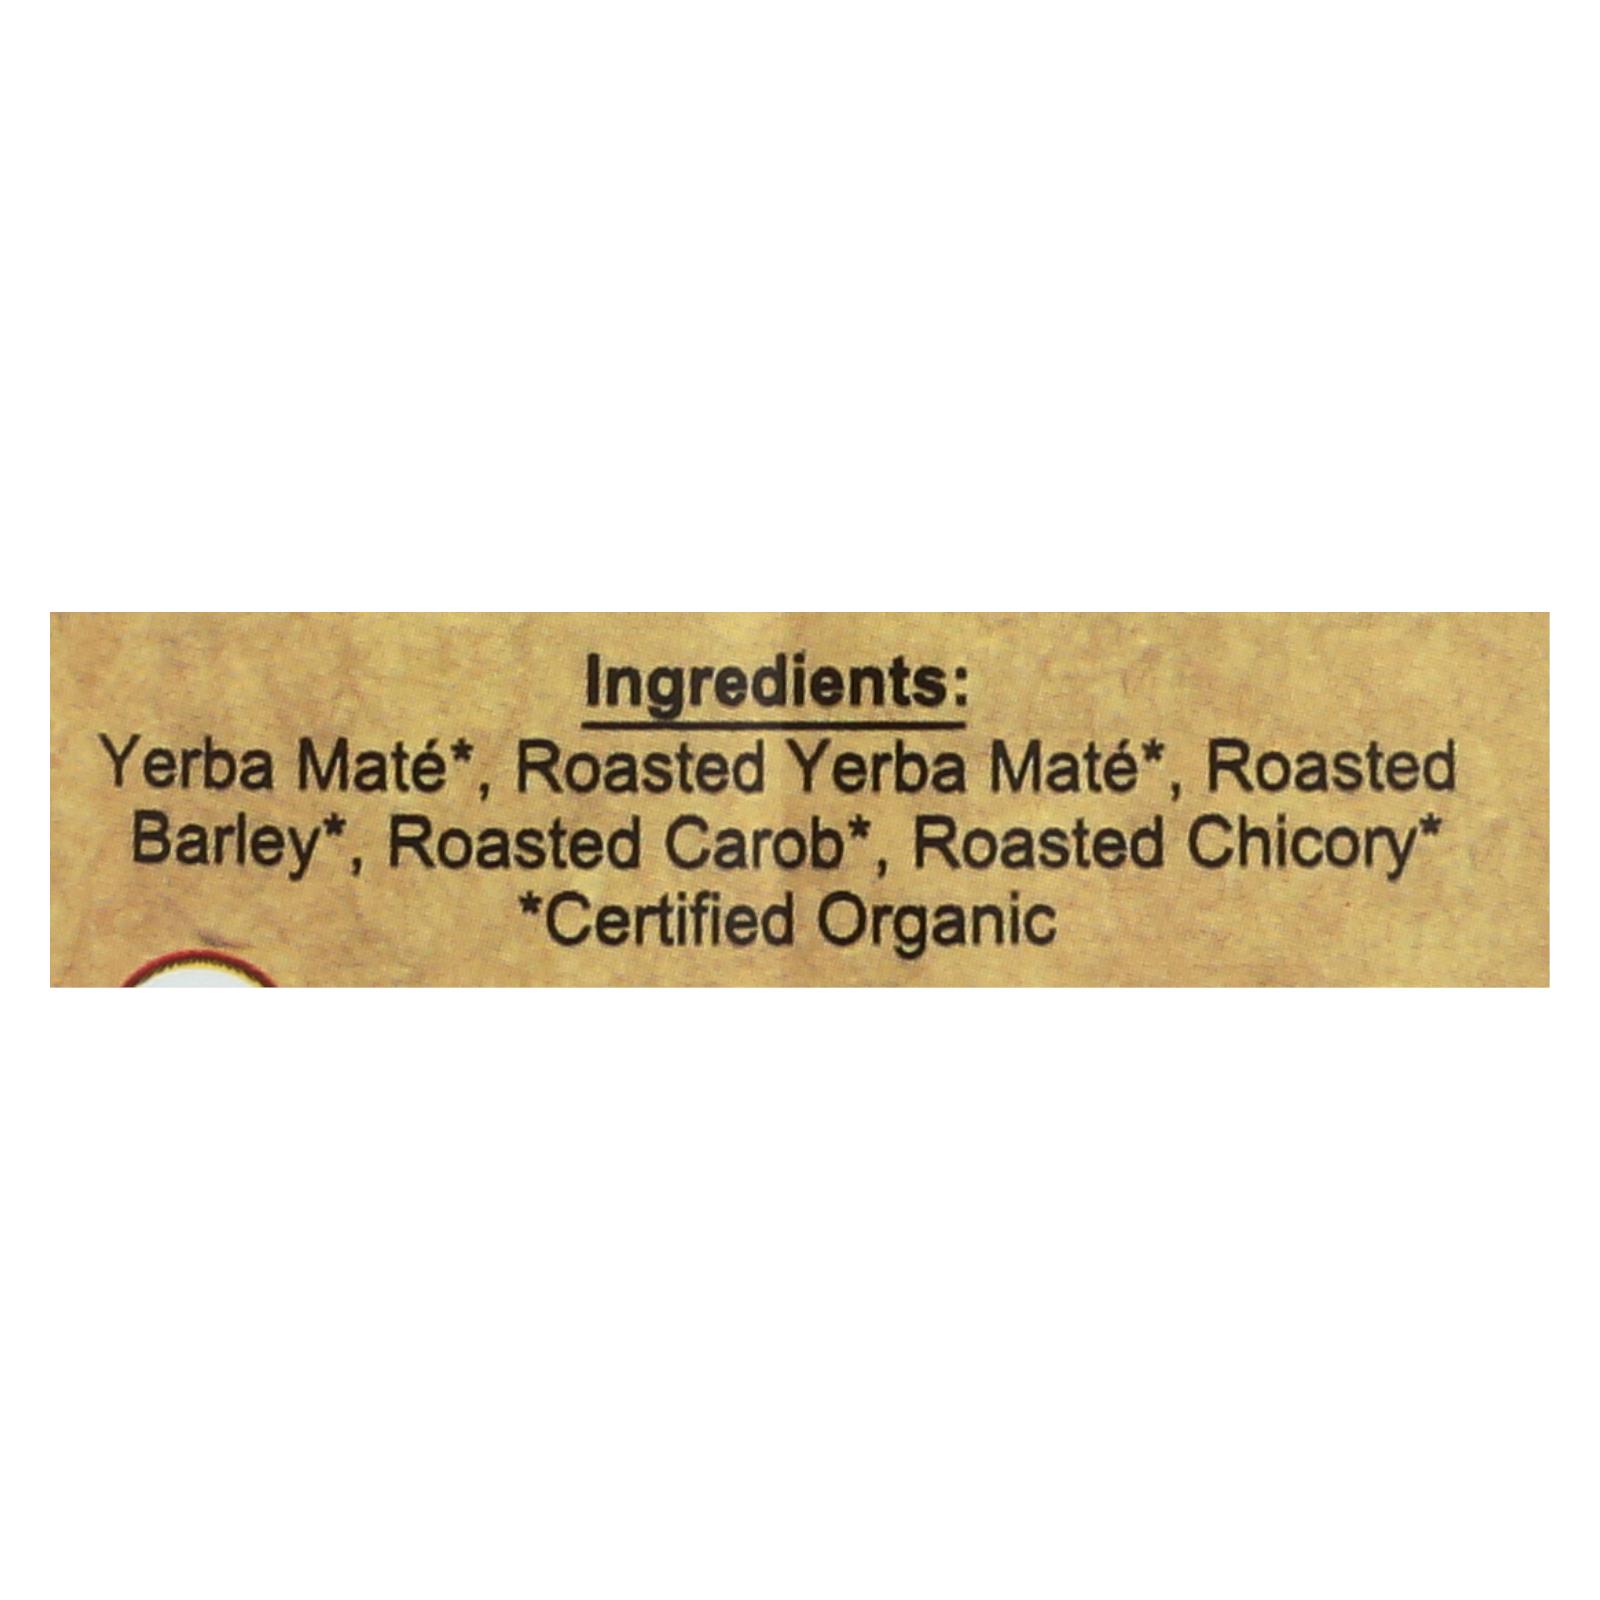 Ingredients:
Yerba Maté*, Roasted Yerba Maté*, Roasted
Barley*, Roasted Carob*, Roasted Chicory*
*Certified Organic